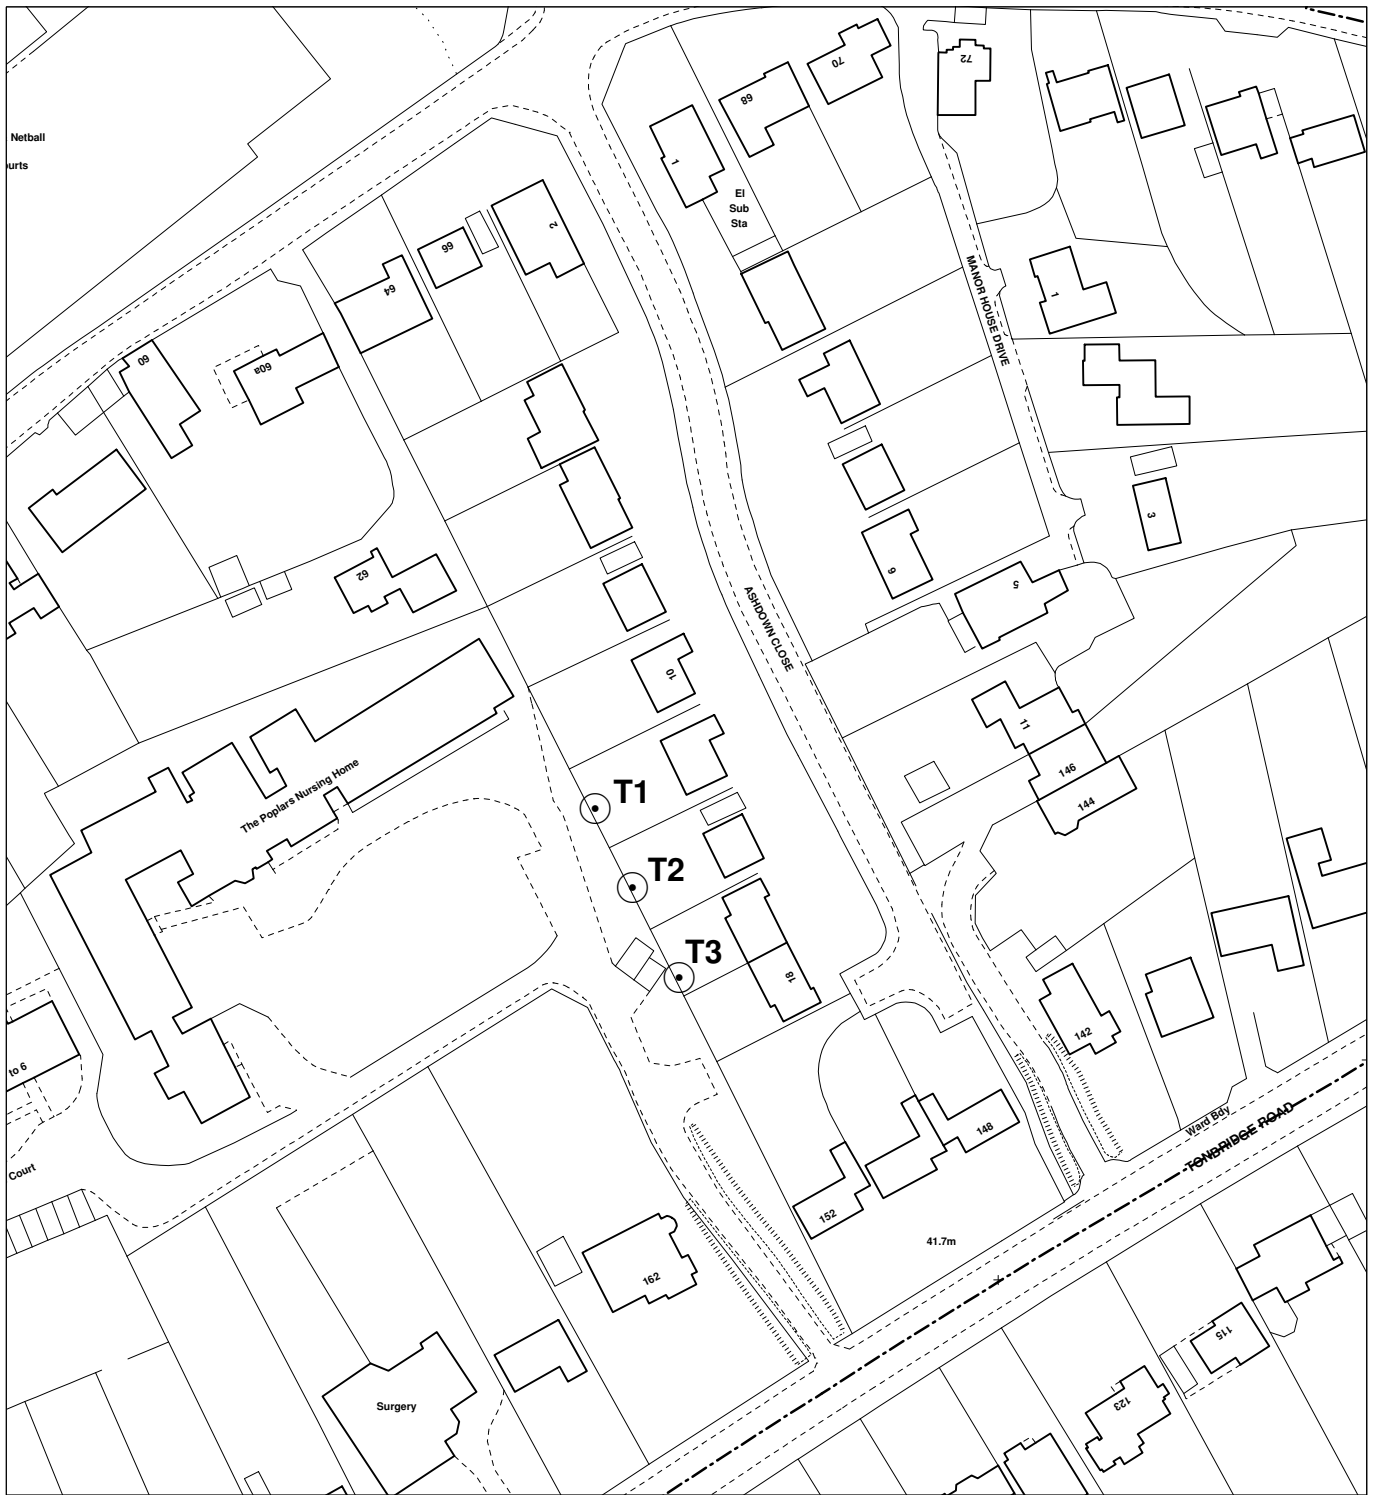 Netball
ourts
72
70
68
1
El
Sub
Sta
2
66
64
MANOR HOUSE DRIVE
1
60
60a
3
62
9
5
ASHDOWN CLOSE
10
11
The Poplars Nursing Home
146
T1
144
T2
T3
18
142
to 6
Ward Bdy
148
TONBRIDGE ROAD
Court
152
41.7m
162
115
123
Surgery